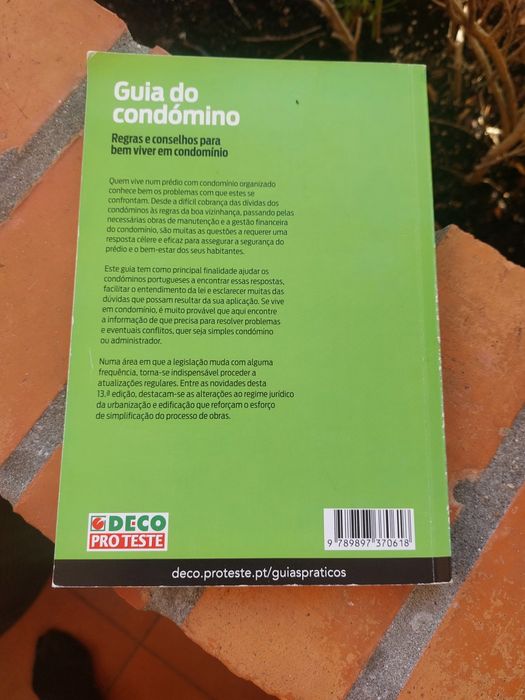 Guia do
condómino
Regras e conselhos para
bem viver em condomínio
Quem vive num prédio com condomínio organizado
conhece bem os problemas com que estes se
confrontam. Desde a difícil cobrança das dívidas dos
condóminos às regras da boa vizinhança, passando pelas
necessárias obras de manutenção e a gestão financeira
do condomínio, são muitas as questões a requerer uma
resposta célere e eficaz para assegurar a segurança do
prédio e o bem-estar dos seus habitantes.
Este guia tem como principal finalidade ajudar os
condóminos portugueses a encontrar essas respostas,
facilitar o entendimento da lei e esclarecer muitas das
dúvidas que possam resultar da sua aplicação. Se vive
em condomínio, é muito provável que aqui encontre
a informação de que precisa para resolver problemas
e eventuais conflitos, quer seja simples condómino
ou administrador.
Numa área em que a legislação muda com alguma
frequência, torna-se indispensável proceder a
atualizações regulares. Entre as novidades desta
13.ª edição, destacam-se as alterações ao regime jurídico
da urbanização e edificação que reforçam o esforço
de simplificação do processo de obras.
DECO
PRO TESTE
9 789897 370618
deco.proteste.pt/guiaspraticos